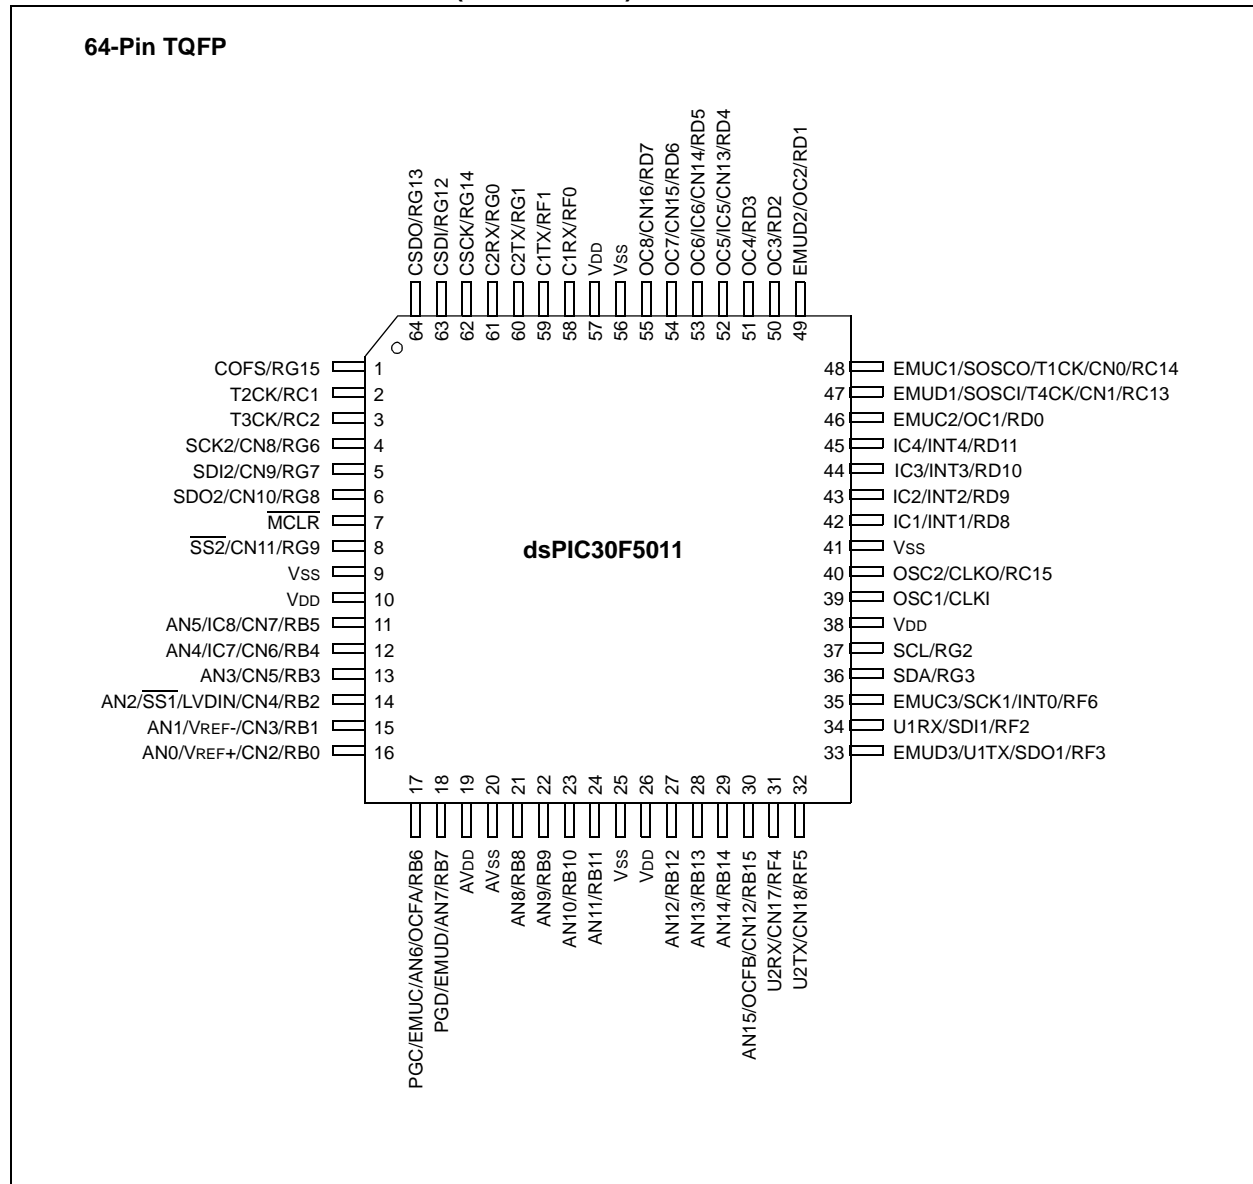 64-Pin TQFP
CSDO/RG13
CSDI/RG12
CSCK/RG14
C2RX/RG0
C2TX/RG1
C1TX/RF1
C1RX/RF0
VDD
VSS
OC8/CN16/RD7
OC7/CN15/RD6
OC6/IC6/CN14/RD5
OC5/IC5/CN13/RD4
OC4/RD3
OC3/RD2
EMUD2/OC2/RD1
64 63 62 61 60 59 58 57 56 55 54 53 52 51 50 49
COFS/RG15 1
T2CK/RC1 2
T3CK/RC2 3
SCK2/CN8/RG6 4
SDI2/CN9/RG7 5
SDO2/CN10/RG8 6
MCLR 7
SS2/CN11/RG9 8
VSS 9
VDD 10
AN5/IC8/CN7/RB5 11
AN4/IC7/CN6/RB4 12
AN3/CN5/RB3 13
AN2/SS1/LVDIN/CN4/RB2 14
AN1/VREF-/CN3/RB1 15
AN0/VREF+/CN2/RB0 16
dsPIC30F5011
48 EMUC1/SOSCO/T1CK/CN0/RC14
47 EMUD1/SOSCI/T4CK/CN1/RC13
46 EMUC2/OC1/RD0
45 IC4/INT4/RD11
44 IC3/INT3/RD10
43 IC2/INT2/RD9
42 IC1/INT1/RD8
41 VSS
40 OSC2/CLKO/RC15
39 OSC1/CLKI
38 VDD
37 SCL/RG2
36 SDA/RG3
35 EMUC3/SCK1/INT0/RF6
34 U1RX/SDI1/RF2
33 EMUD3/U1TX/SDO1/RF3
17 18 19 20 21 22 23 24 25 26 27 28 29 30 31 32
PGC/EMUC/AN6/OCFA/RB6
PGD/EMUD/AN7/RB7
AVDD
AVSS
AN8/RB8
AN9/RB9
AN10/RB10
AN11/RB11
VSS
VDD
AN12/RB12
AN13/RB13
AN14/RB14
AN15/OCFB/CN12/RB15
U2RX/CN17/RF4
U2TX/CN18/RF5